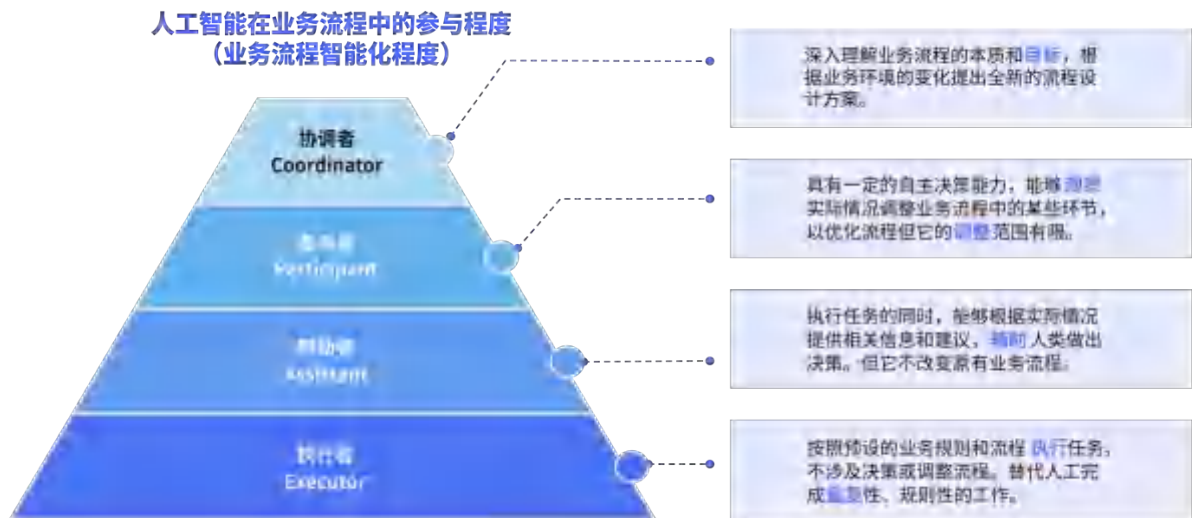 人工智能在业务流程中的参与程度
（业务流程智能化程度）
协调者
Coordinator
深入理解业务流程的本质和目标，根
据业务环境的变化提出全新的流程设
计方案。
参与者
Participant
具有一定的自主决策能力，能够
实际情况调整业务流程中的某些环节，
以优化流程但它的调整范围有限。
辅助者
Assistant
执行任务的同时，能够根据实际情况
提供相关信息和建议，辅助人类做出
决策。但它不改变原有业务流程。
执行者
Executor
按照预设的业务规则和流程 执行任务，
不涉及决策或调整流程。替代人工完
成重复性、规则性的工作。